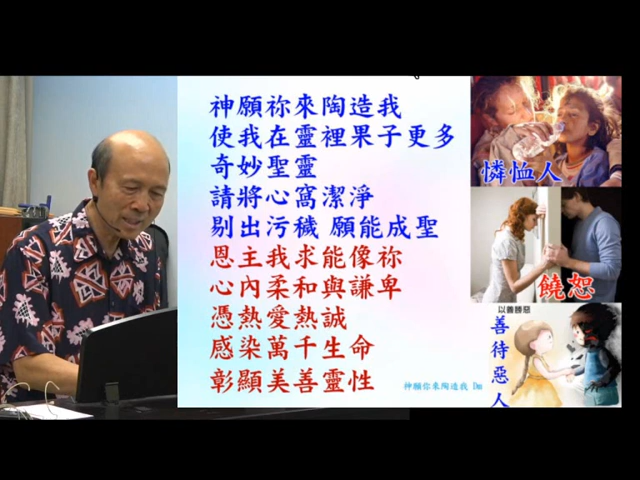 神願祢來陶造我
使我在靈裡果子更多
奇妙聖靈
請將心窩潔淨
剔出污穢 願能成聖
恩主我求能像祢
心內柔和與謙卑
憑熱愛熱誠
感染萬千生命
彰顯美善靈性
神願你來陶造我 Dm
憐恤人
饒恕
以善勝惡
善待惡人